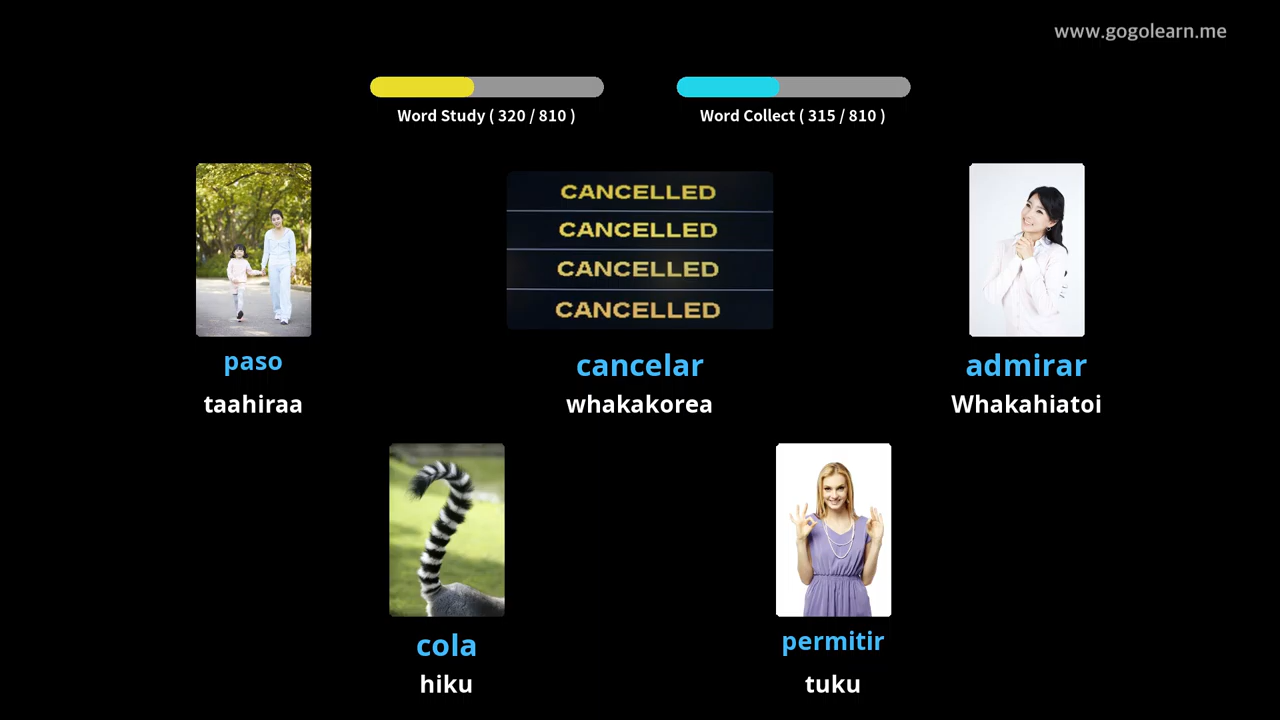 www.gogolearn.me
Word Study ( 320 / 810 )
Word Collect ( 315 / 810 )
CANCELLED
CANCELLED
CANCELLED
CANCELLED
paso
taahiraa
cancelar
whakakorea
admirar
Whakahiatoi
cola
hiku
permitir
tuku